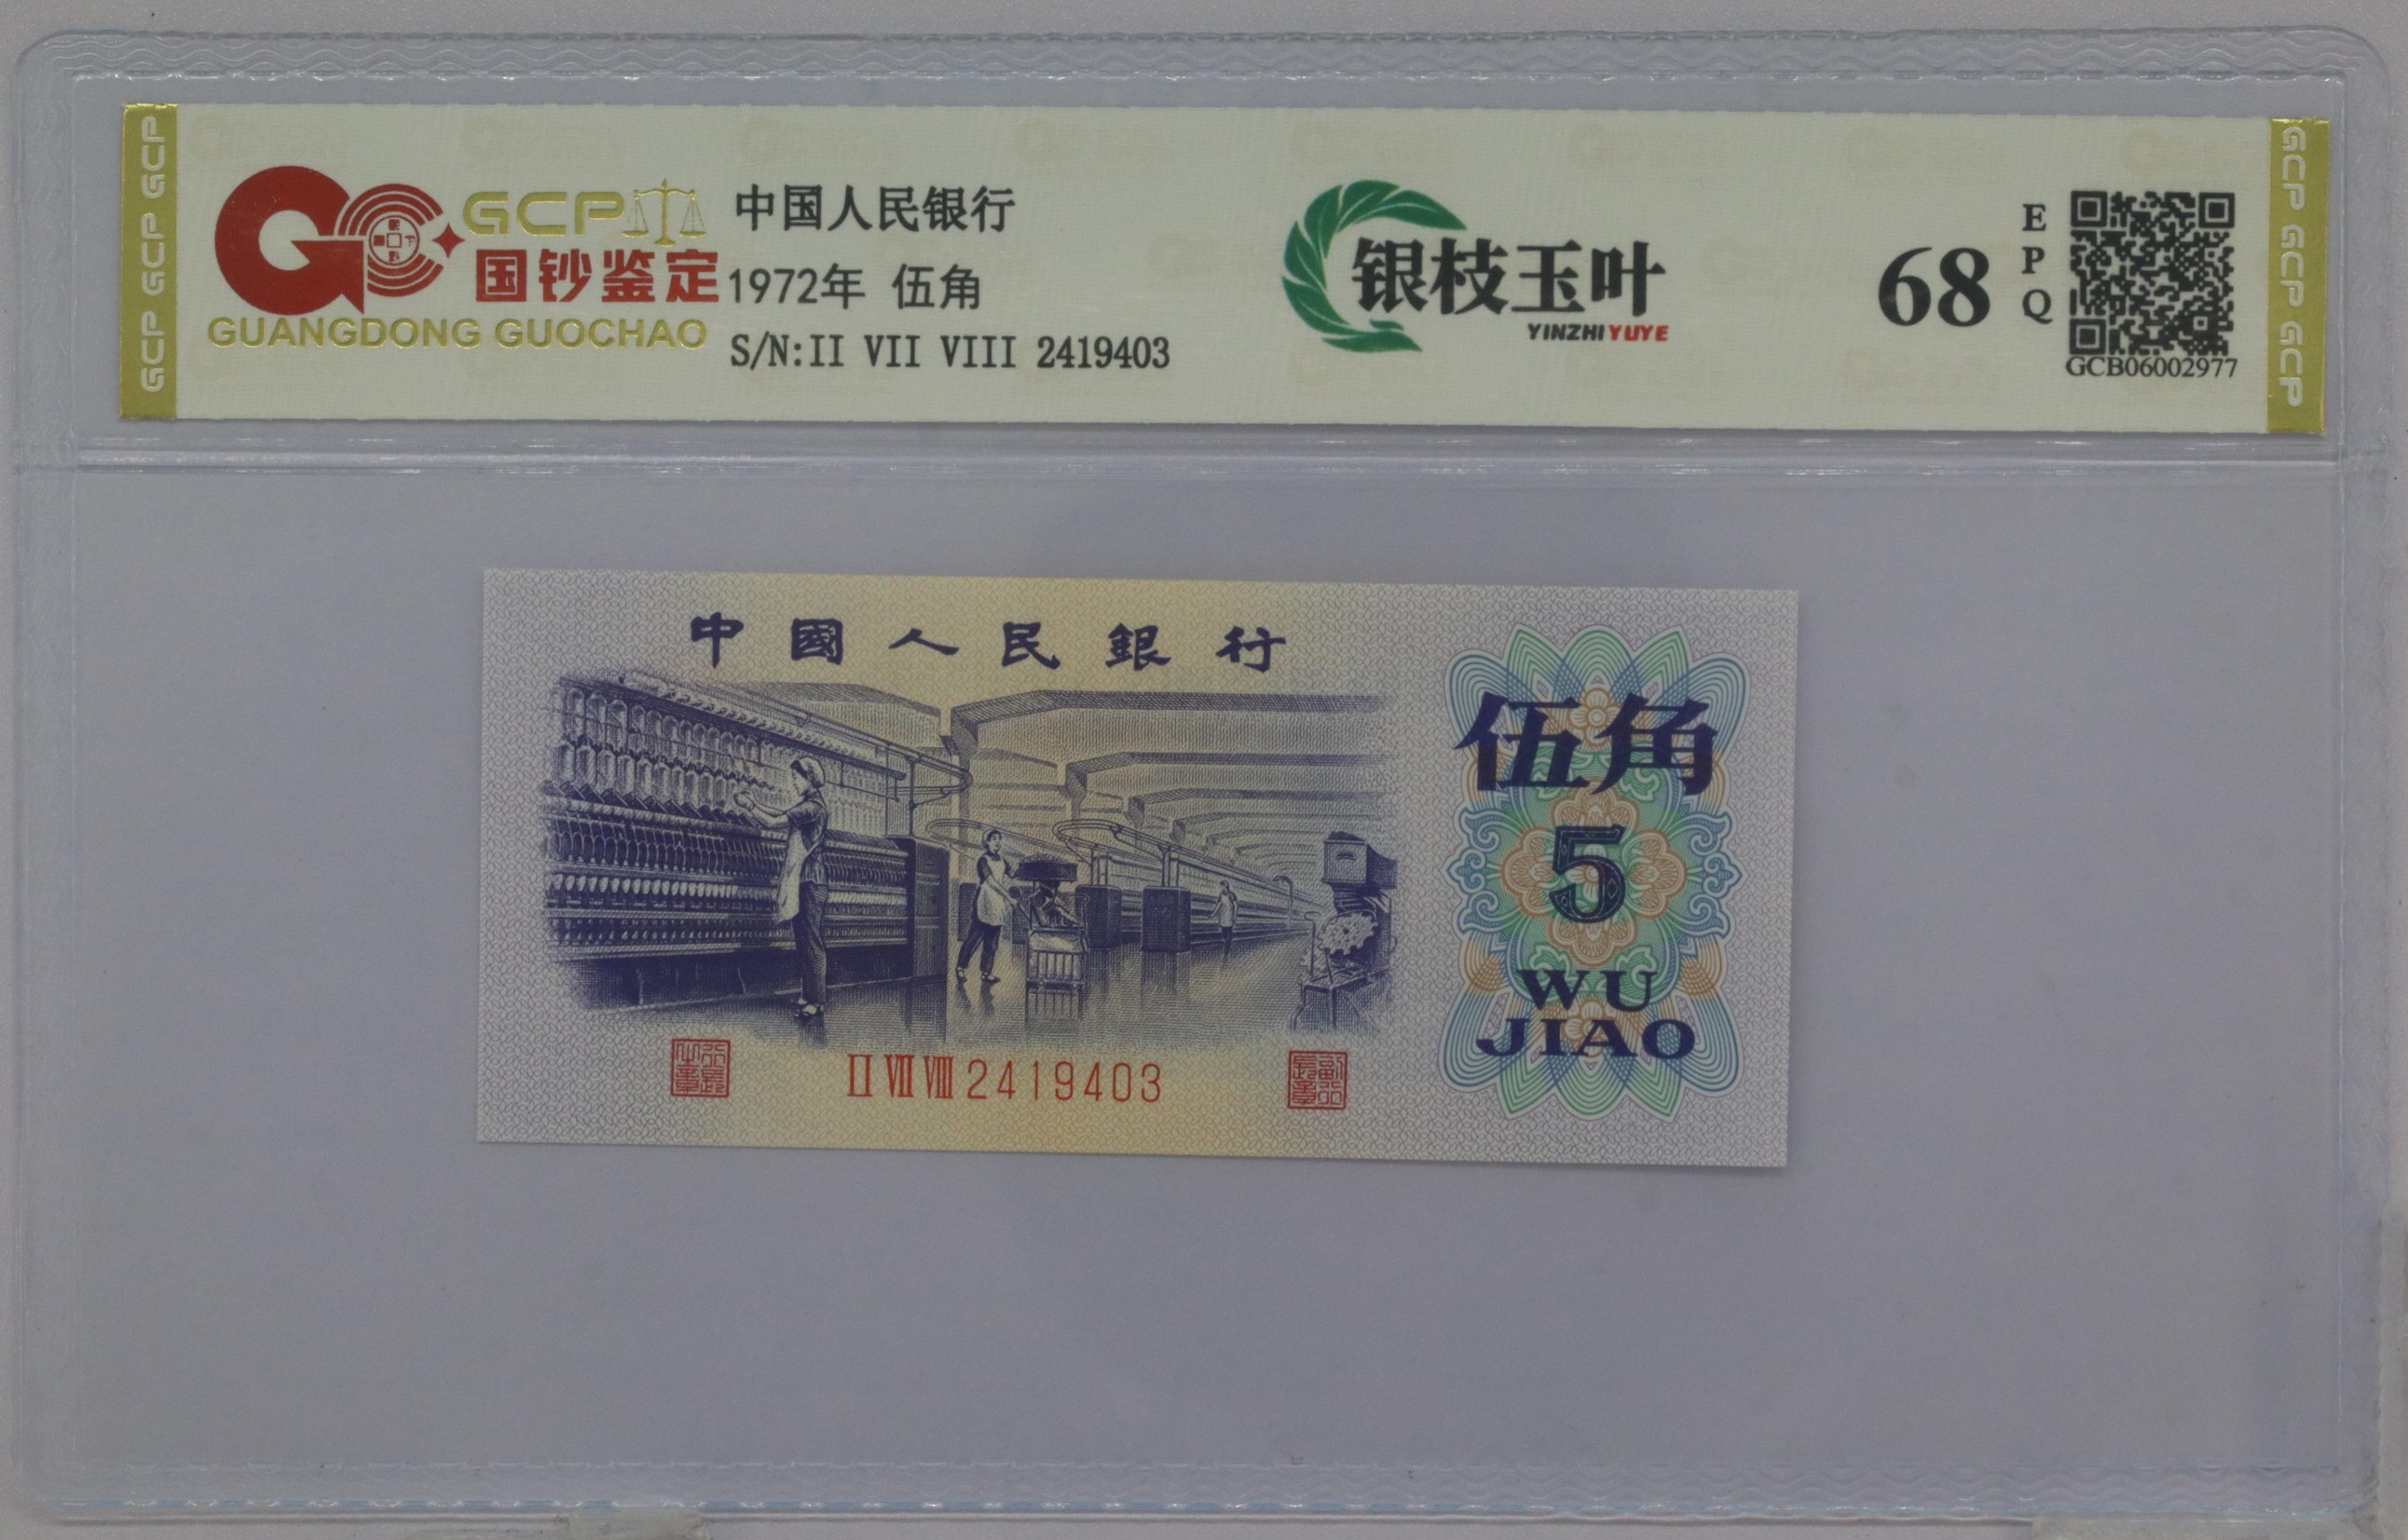 GCP GCP GCP
GCP
国钞鉴定
GUANGDONG GUOCHAO
中国人民银行
1972年 伍角
S/N:II VII VIII 2419403
银枝玉叶
YINZHI YUYE
68
EPQ
GCB06002977
GCP GCP GCP
中國人民銀行
伍角
5
WU
JIAO
II VII VIII 2419403